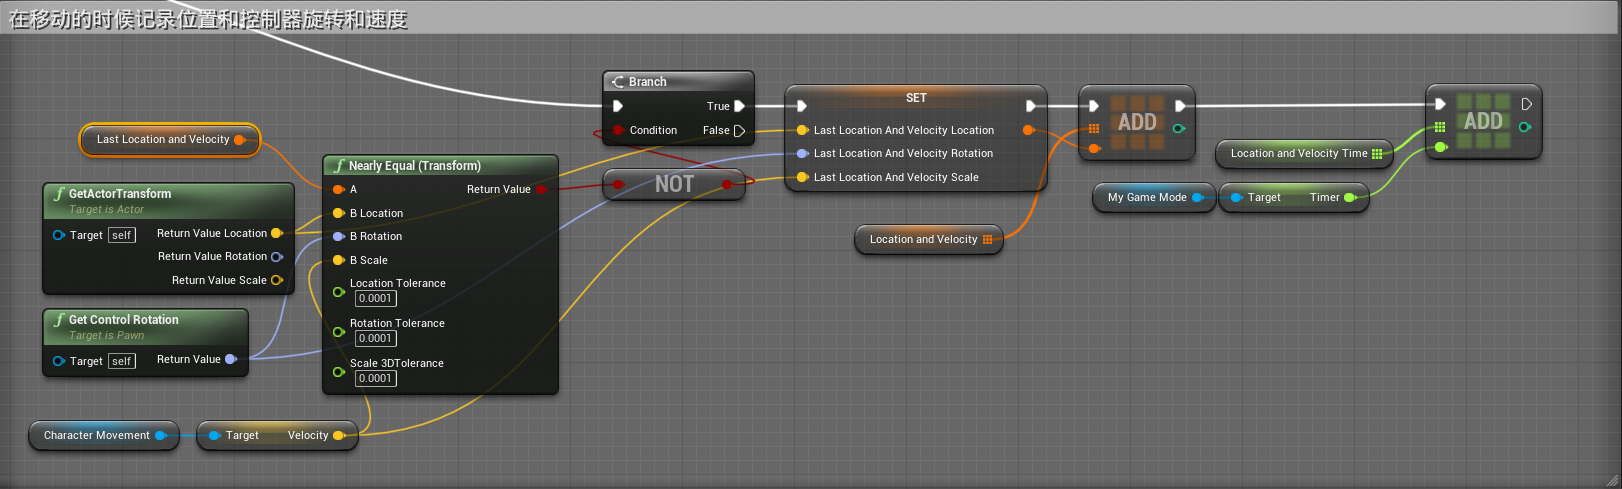 在移动的时候记录位置和控制器旋转和速度
Branch
True
Condition
False
SET
Last Location And Velocity Location
Last Location And Velocity Rotation
Last Location And Velocity Scale
ADD
ADD
Location and Velocity Time
My Game Mode
Target
Timer
Location and Velocity
Last Location and Velocity
Nearly Equal (Transform)
A
Return Value
B Location
B Rotation
B Scale
Location Tolerance
0.0001
Rotation Tolerance
0.0001
Scale 3DTolerance
0.0001
NOT
GetActorTransform
Target is Actor
Target self
Return Value Location
Return Value Rotation
Return Value Scale
Get Control Rotation
Target is Pawn
Target self
Return Value
Character Movement
Target
Velocity